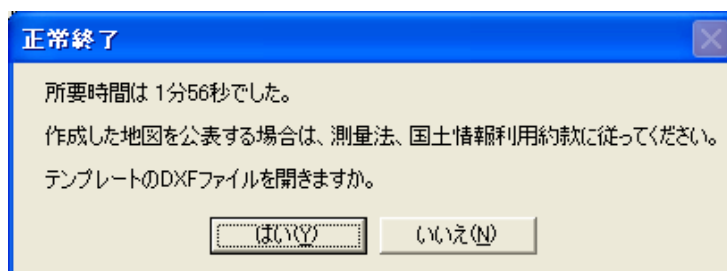 正常終了
所要時間は 1分56秒でした。
作成した地図を公表する場合は、測量法、国土情報利用約款に従ってください。
テンプレートのDXFファイルを開きますか。
はい(Y) いいえ(N)